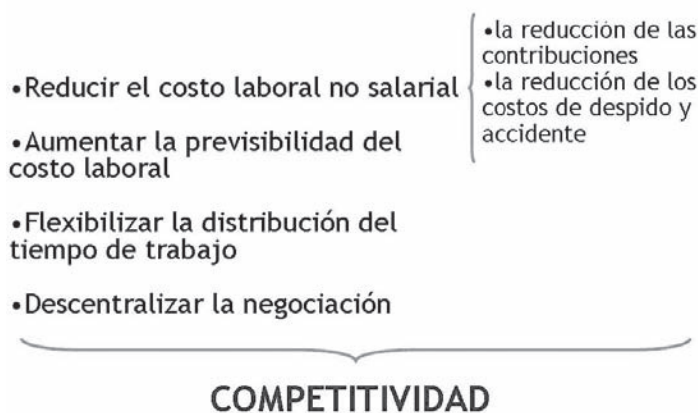 •la reducción de las
contribuciones
•la reducción de los
costos de despido y
accidente
•Reducir el costo laboral no salarial
•Aumentar la previsibilidad del
costo laboral
•Flexibilizar la distribución del
tiempo de trabajo
•Descentralizar la negociación
COMPETITIVIDAD